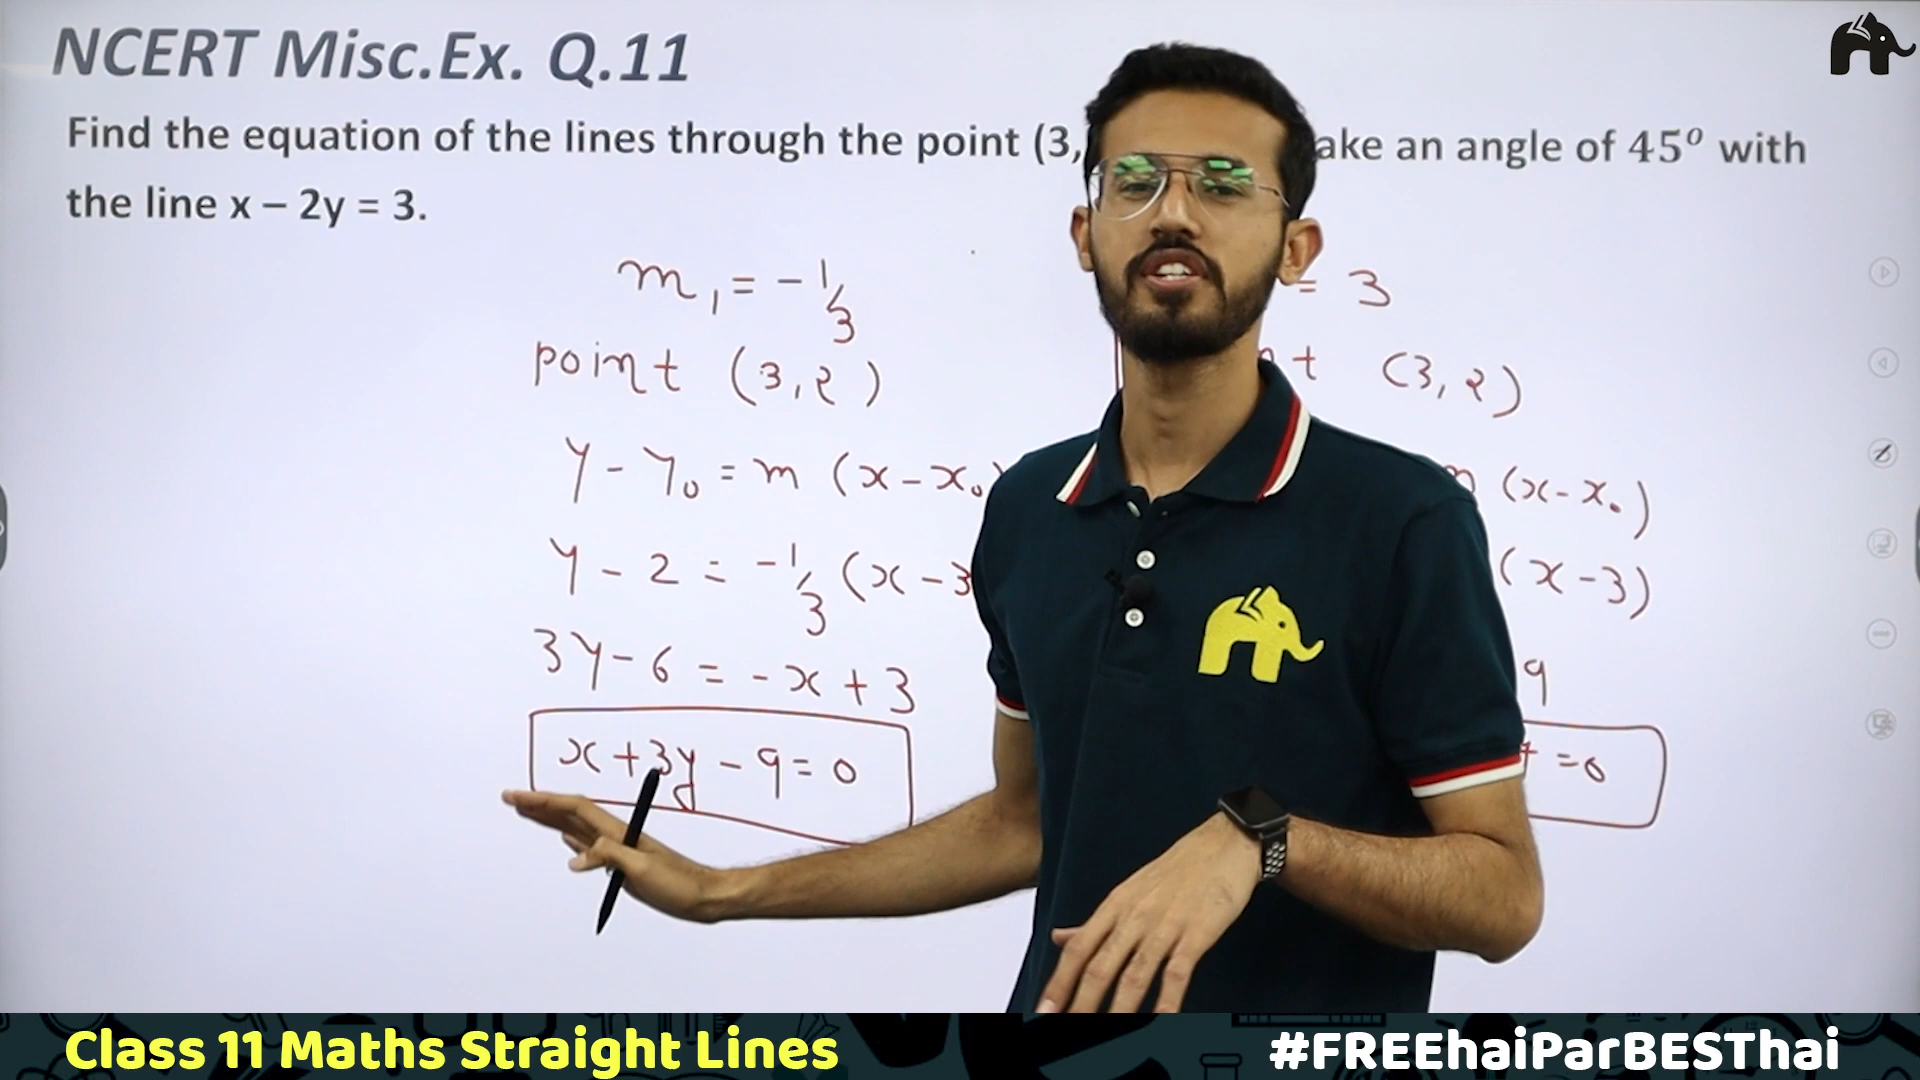 NCERT Misc.Ex. Q.11
Find the equation of the lines through the point (3, ake an angle of 45° with
the line x – 2y = 3.
m₁ = -1/3
point (3, 2)
y - y₀ = m (x - x₀)
y - 2 = -1/3 (x - 3
3y - 6 = -x + 3
x + 3y - 9 = 0
= 3
nt (3, 2)
m (x - x₀)
(x - 3)
9
= 0
Class 11 Maths Straight Lines
#FREEhaiParBESThai